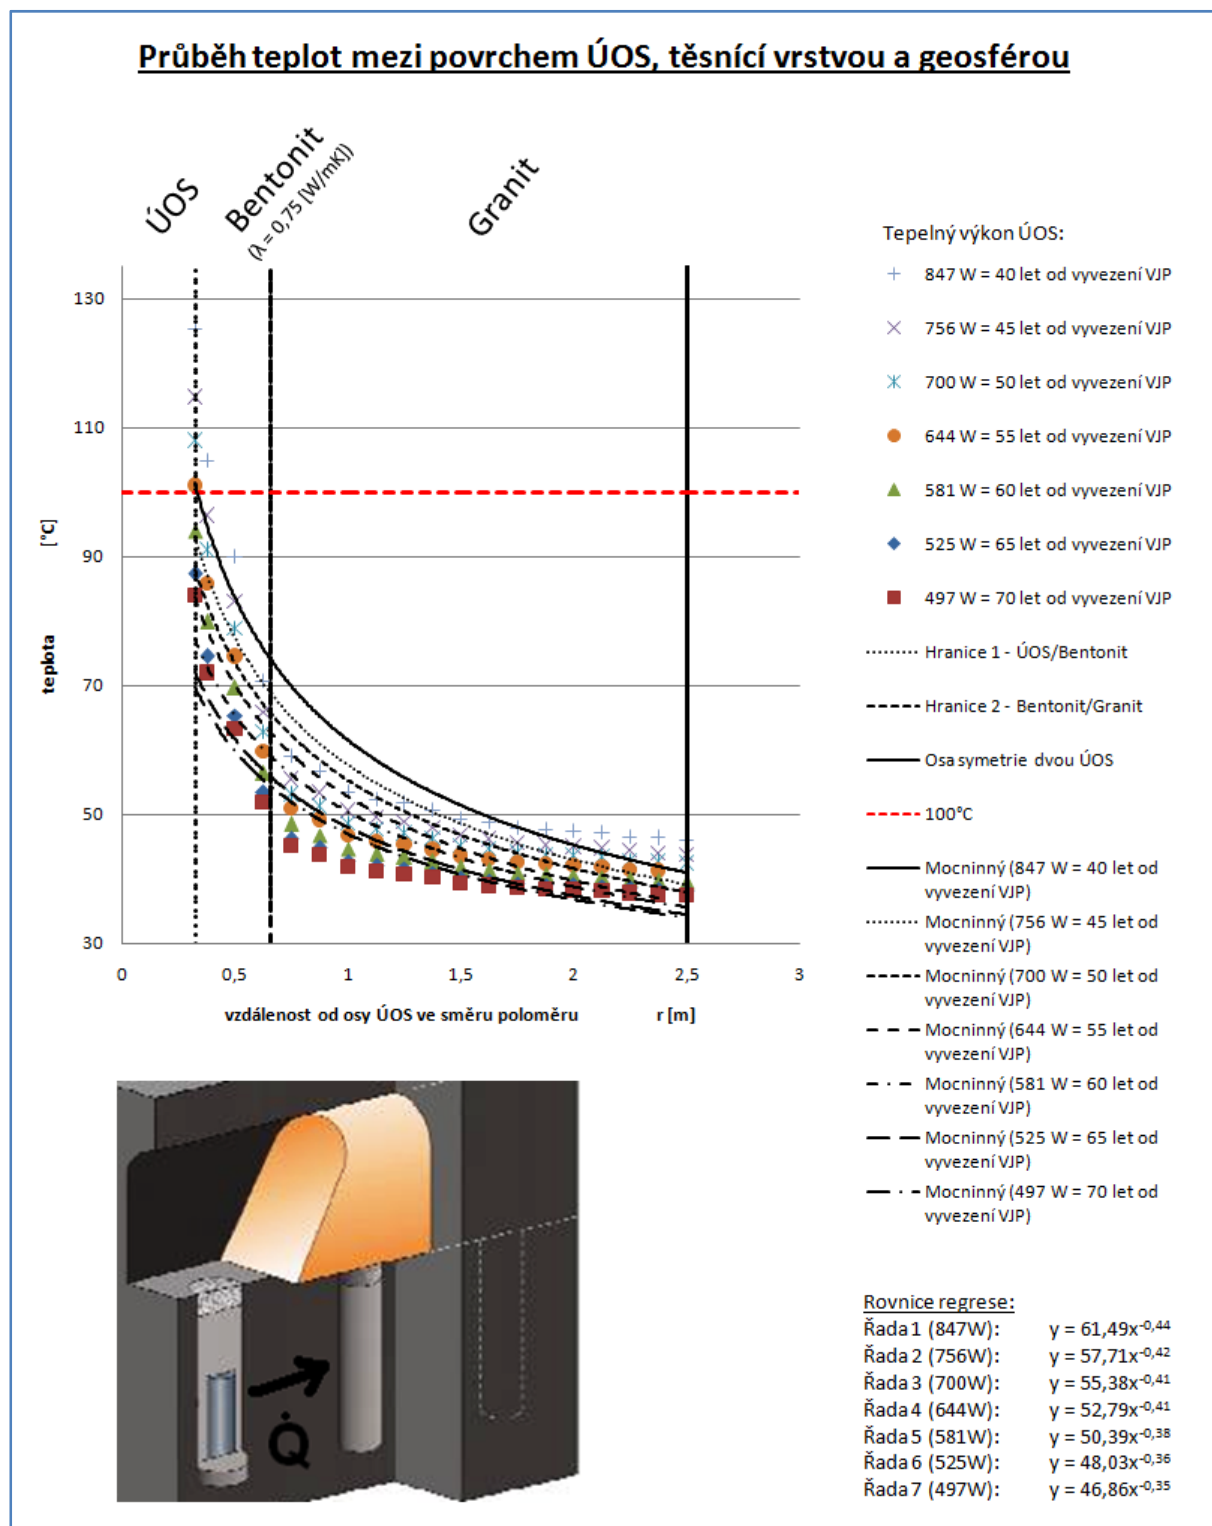 Průběh teplot mezi povrchem ÚOS, těsnící vrstvou a geosférou
ÚOS
Bentonit
(λ = 0,75 [W/mK])
Granit
130
110
90
70
50
30
[°C]
teplota
0
0,5
1
1,5
2
2,5
3
vzdálenost od osy ÚOS ve směru poloměru r [m]
Tepelný výkon ÚOS:
847 W = 40 let od vyvezení VJP
756 W = 45 let od vyvezení VJP
700 W = 50 let od vyvezení VJP
644 W = 55 let od vyvezení VJP
581 W = 60 let od vyvezení VJP
525 W = 65 let od vyvezení VJP
497 W = 70 let od vyvezení VJP
Hranice 1 - ÚOS/Bentonit
Hranice 2 - Bentonit/Granit
Osa symetrie dvou ÚOS
100°C
Mocninný (847 W = 40 let od
vyvezení VJP)
Mocninný (756 W = 45 let od
vyvezení VJP)
Mocninný (700 W = 50 let od
vyvezení VJP)
Mocninný (644 W = 55 let od
vyvezení VJP)
Mocninný (581 W = 60 let od
vyvezení VJP)
Mocninný (525 W = 65 let od
vyvezení VJP)
Mocninný (497 W = 70 let od
vyvezení VJP)
Q̇
Rovnice regrese:
Řada 1 (847W): y = 61,49x⁻⁰,⁴⁴
Řada 2 (756W): y = 57,71x⁻⁰,⁴²
Řada 3 (700W): y = 55,38x⁻⁰,⁴¹
Řada 4 (644W): y = 52,79x⁻⁰,⁴¹
Řada 5 (581W): y = 50,39x⁻⁰,³⁸
Řada 6 (525W): y = 48,03x⁻⁰,³⁶
Řada 7 (497W): y = 46,86x⁻⁰,³⁵